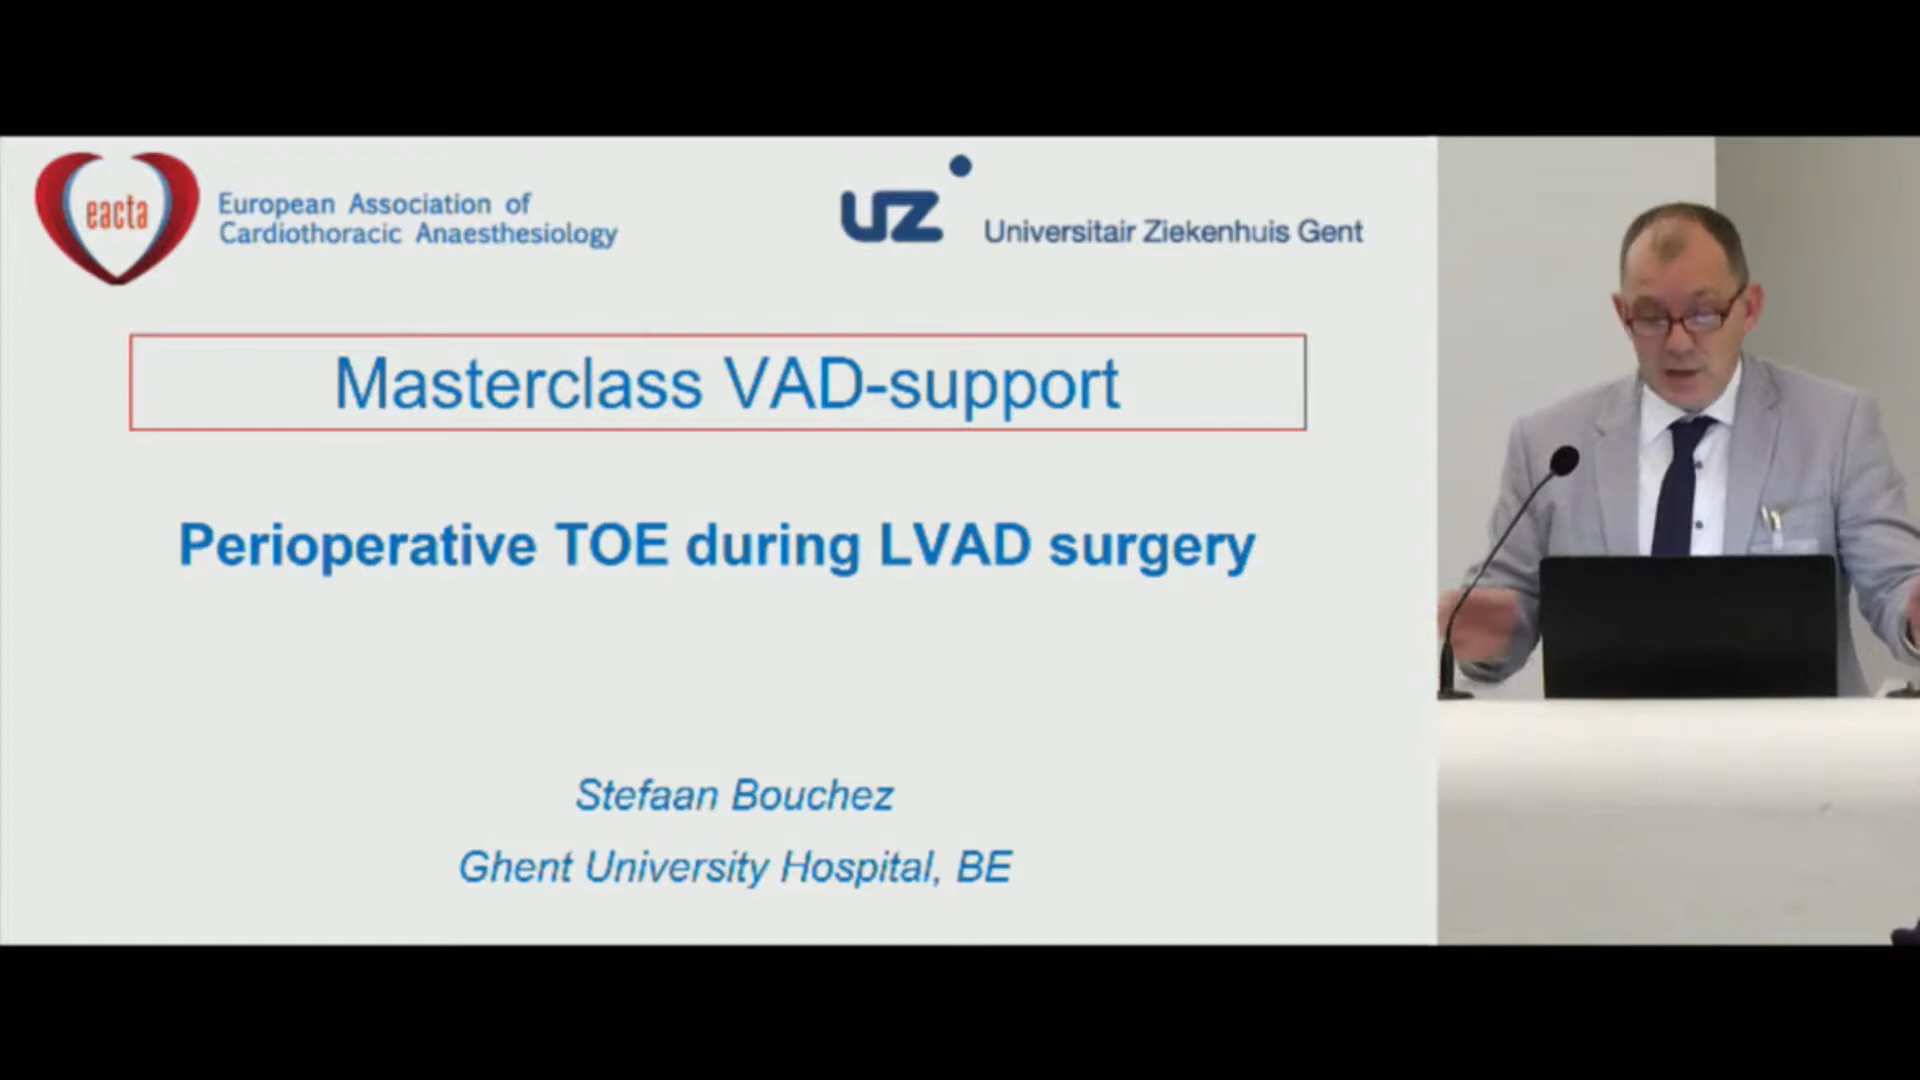 eacta
European Association of
Cardiothoracic Anaesthesiology
UZ
Universitair Ziekenhuis Gent
Masterclass VAD-support
Perioperative TOE during LVAD surgery
Stefaan Bouchez
Ghent University Hospital, BE